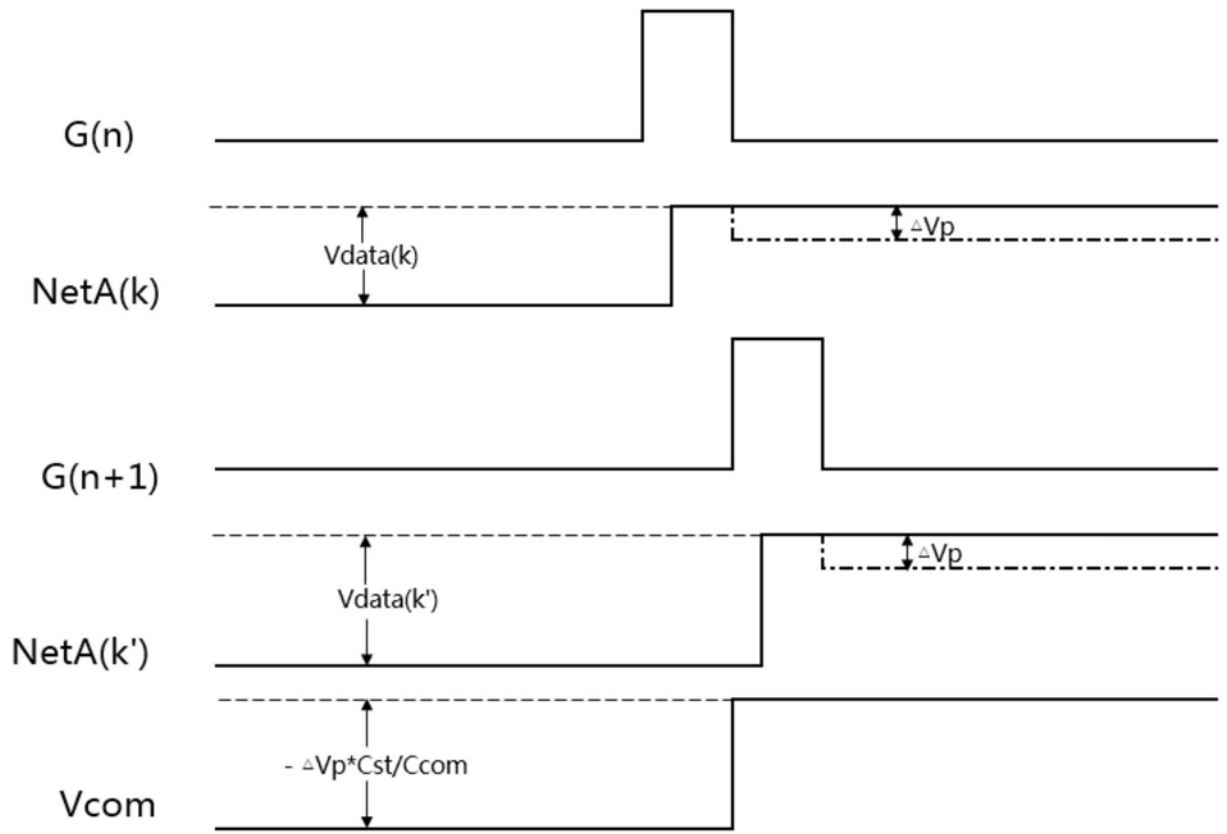 G(n)
△Vp
Vdata(k)
NetA(k)
G(n+1)
△Vp
Vdata(k')
NetA(k')
- △Vp*Cst/Ccom
Vcom